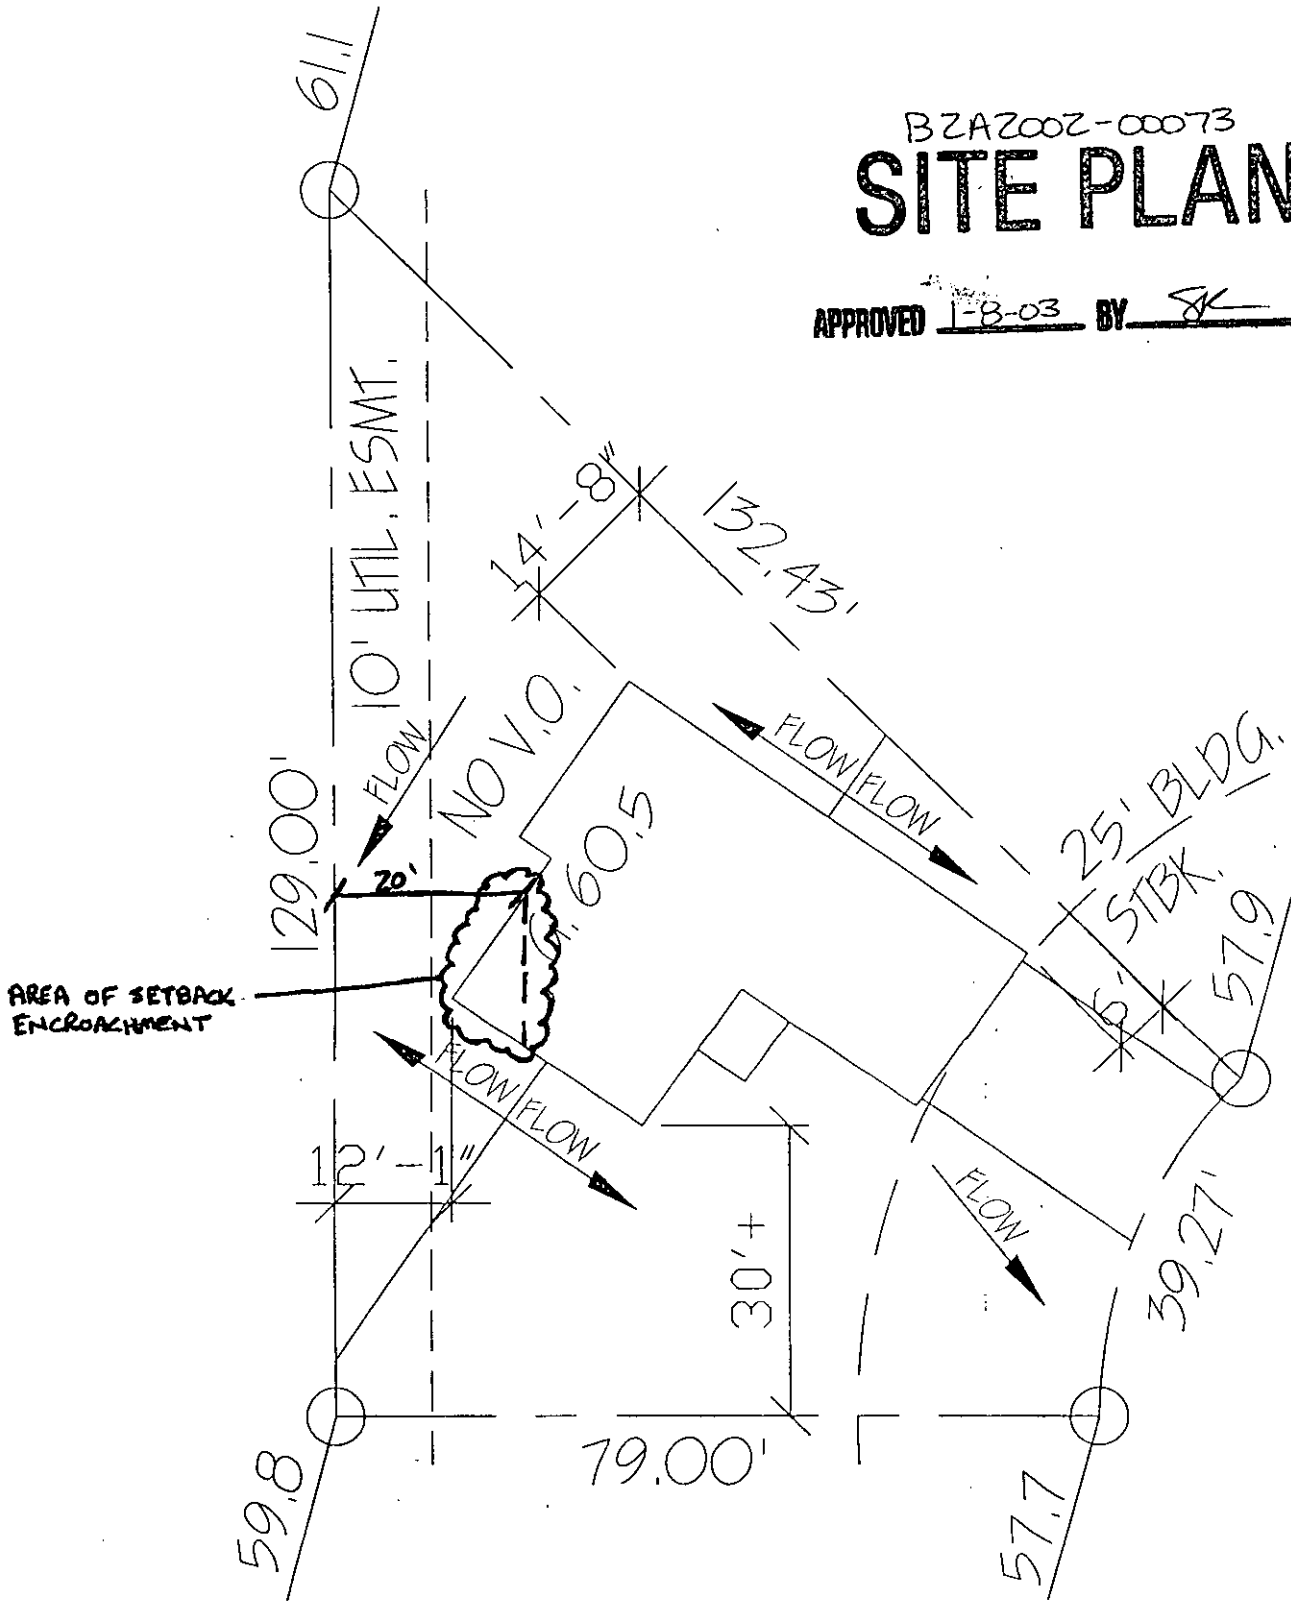 61.1
BZA2002-00073
SITE PLAN
APPROVED 1-8-03 BY SK
10' UTIL. ESMT.
14'-8"
132.43'
NO V.O.
FLOW
FLOW
FLOW
129.00'
20'
60.5
25' BLDG.
STBK.
57.9
6'
AREA OF SETBACK
ENCROACHMENT
FLOW
FLOW
12'-1"
30'+
FLOW
39.27'
79.00'
59.8
57.7